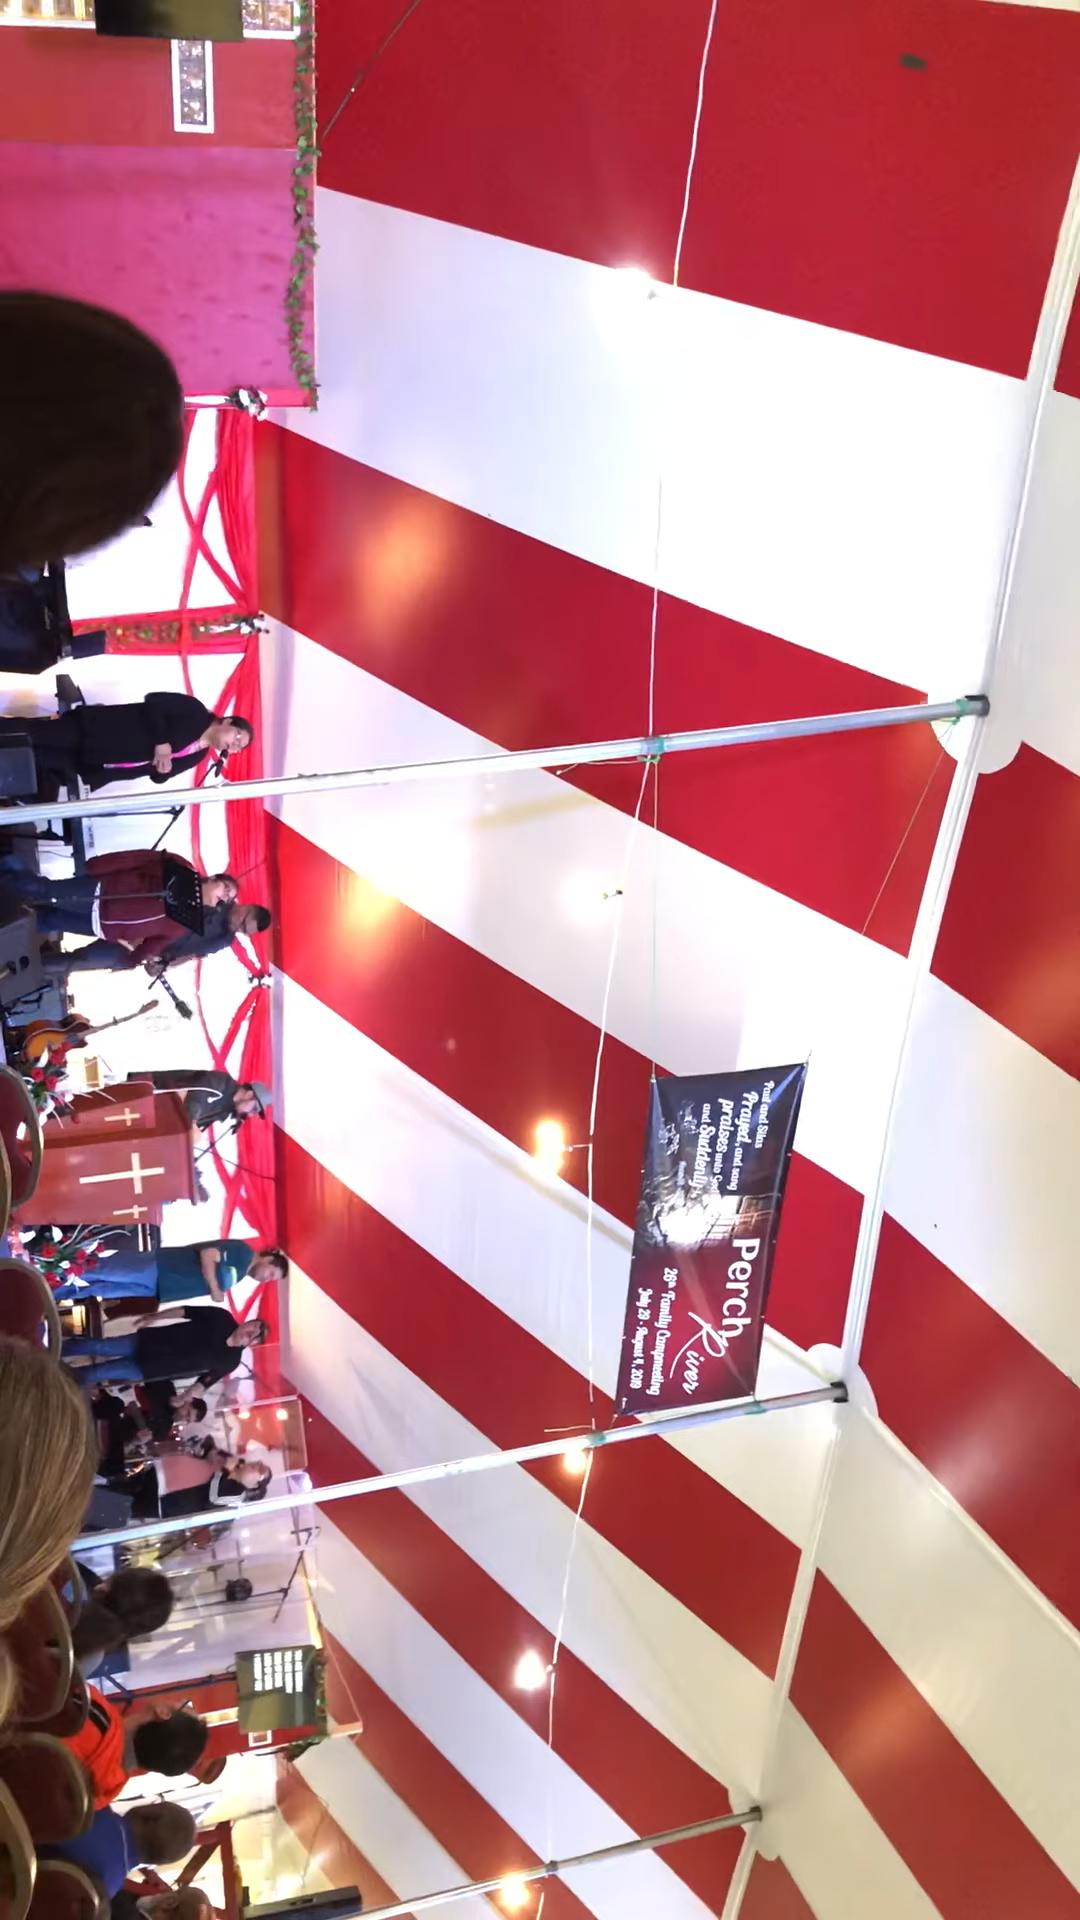 Paul and Silas
Prayed, and sang
praises unto God
and Suddenly
Perch
River
26th Family Campmeeting
July 29 - August 4, 2019